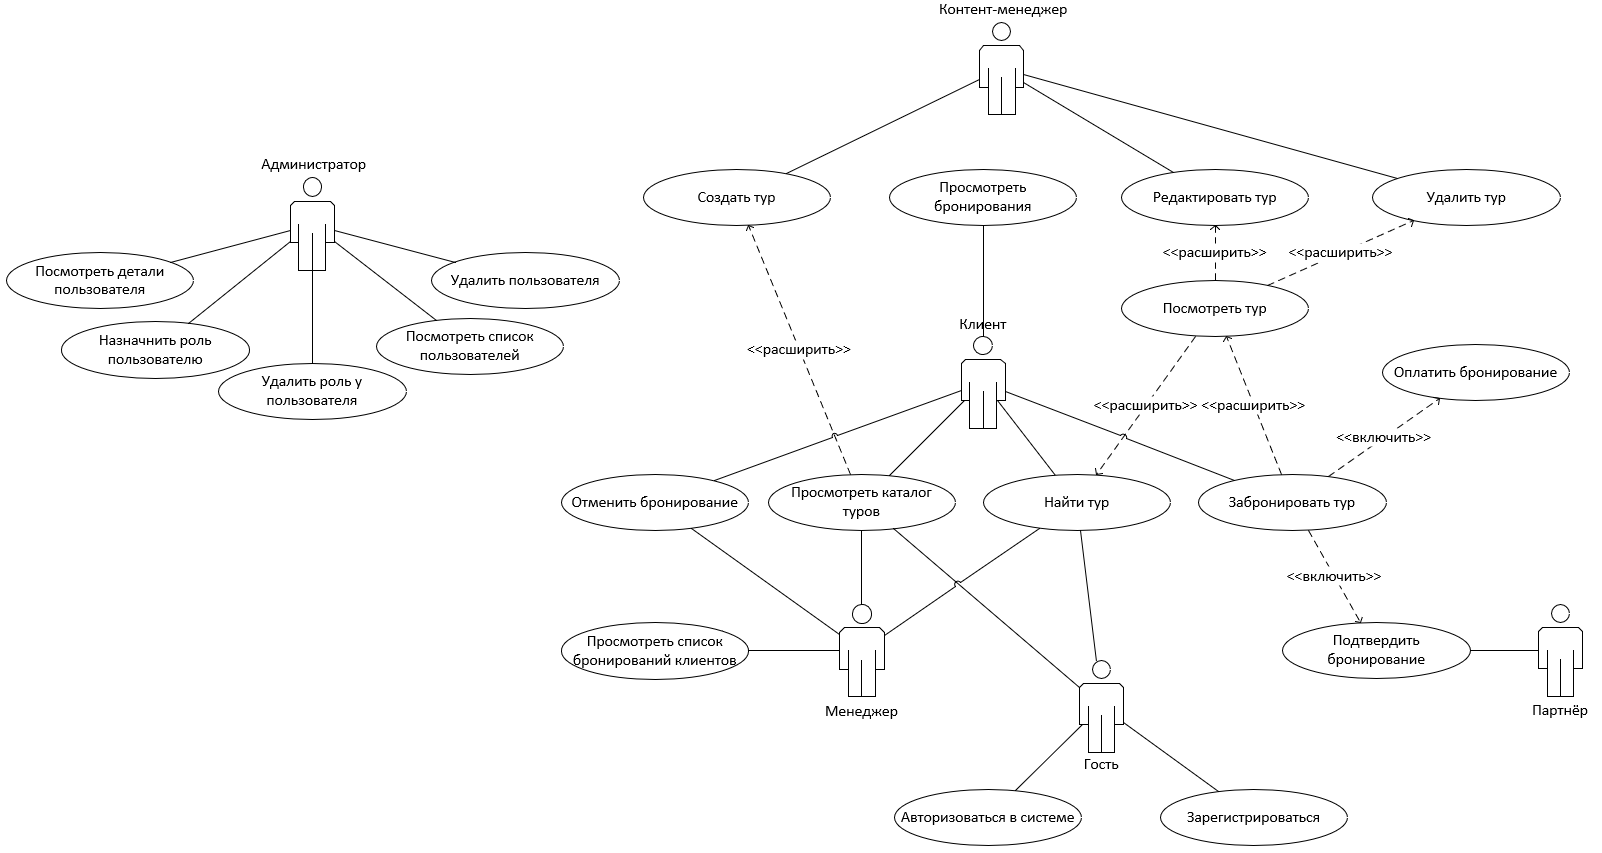 Контент-менеджер
Администратор
Создать тур
Просмотреть
бронирования
Редактировать тур
Удалить тур
<<расширить>>
<<расширить>>
Посмотреть детали
пользователя
Удалить пользователя
Посмотреть тур
Клиент
Назначнить роль
пользователю
Посмотреть список
пользователей
<<расширить>>
Удалить роль у
пользователя
Оплатить бронирование
<<расширить>>
<<расширить>>
<<включить>>
Отменить бронирование
Просмотреть каталог
туров
Найти тур
Забронировать тур
<<включить>>
Просмотреть список
бронирований клиентов
Подтвердить
бронирование
Менеджер
Партнёр
Гость
Авторизоваться в системе
Зарегистрироваться